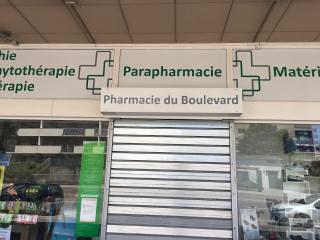 hie
ytothérapie
érapie
Parapharmacie
Matéri
Pharmacie du Boulevard